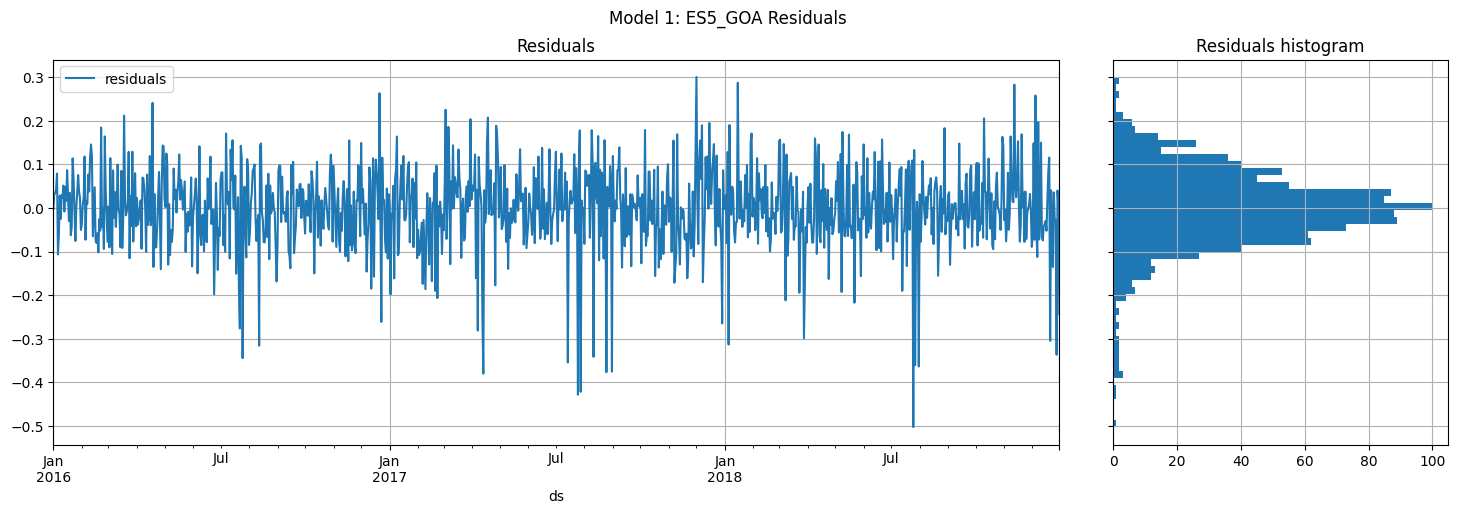 Model 1: ES5_GOA Residuals
Residuals
Residuals histogram
residuals
0.3
0.2
0.1
0.0
−0.1
−0.2
−0.3
−0.4
−0.5
Jan
2016
Jul
Jan
2017
Jul
Jan
2018
Jul
ds
0 20 40 60 80 100